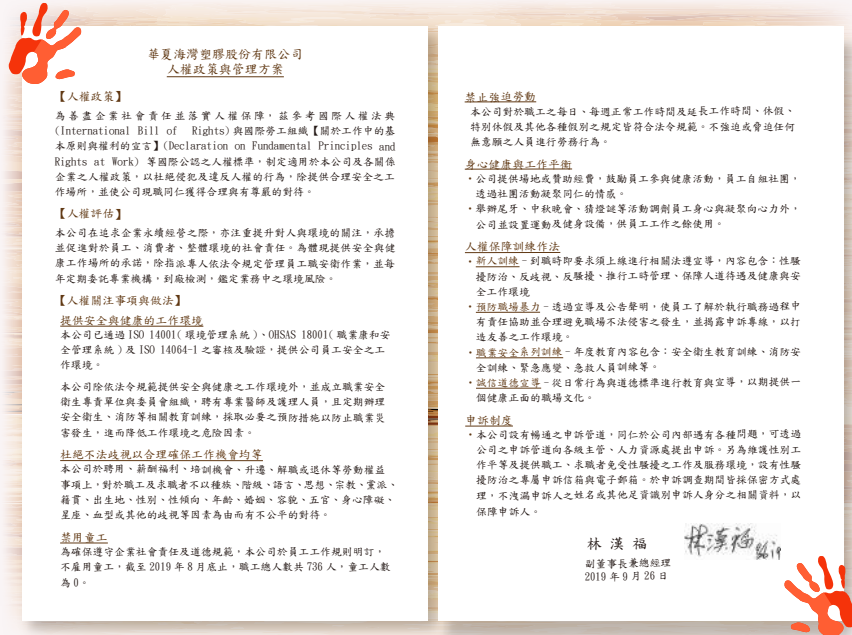 華夏海灣塑膠股份有限公司
人權政策與管理方案
【人權政策】
為善盡企業社會責任並落實人權保障，茲參考國際人權法典
(International Bill of Rights)與國際勞工組織【關於工作中的基
本原則與權利的宣言】(Declaration on Fundamental Principles and
Rights at Work) 等國際公認之人權標準，制定適用於本公司及各關係
企業之人權政策，以杜絕侵犯及違反人權的行為，除提供合理安全之工
作場所，並使公司現職同仁獲得合理與有尊嚴的對待。
【人權評估】
本公司在追求企業永續經營之際，亦注重提升對人與環境的關注，承擔
並促進對於員工、消費者、整體環境的社會責任。為體現提供安全與健
康工作場所的承諾，除指派專人依法令規定管理員工職安衛作業，並每
年定期委託專業機構，到廠檢測，鑑定業務中之環境風險。
【人權關注事項與做法】
提供安全與健康的工作環境
本公司已通過 ISO 14001( 環境管理系統 )、OHSAS 18001( 職業康和安
全管理系統 ) 及 ISO 14064-1 之審核及驗證，提供公司員工安全之工
作環境。
本公司除依法令規範提供安全與健康之工作環境外，並成立職業安全
衛生專責單位與委員會組織，聘有專業醫師及護理人員，且定期辦理
安全衛生、消防等相關教育訓練，採取必要之預防措施以防止職業災
害發生，進而降低工作環境之危險因素。
杜絕不法歧視以合理確保工作機會均等
本公司於聘用、薪酬福利、培訓機會、升遷、解職或退休等勞動權益
事項上，對於職工及求職者不以種族、階級、語言、思想、宗教、黨派、
籍貫、出生地、性別、性傾向、年齡、婚姻、容貌、五官、身心障礙、
星座、血型或其他的歧視等因素為由而有不公平的對待。
禁用童工
為確保遵守企業社會責任及道德規範，本公司於員工工作規則明訂，
不雇用童工，截至 2019 年 8 月底止，職工總人數共 736 人，童工人數
為 0。
禁止強迫勞動
本公司對於職工之每日、每週正常工作時間及延長工作時間、休假、
特別休假及其他各種假別之規定皆符合法令規範。不強迫或脅迫任何
無意願之人員進行勞務行為。
身心健康與工作平衡
・公司提供場地或贊助經費，鼓勵員工參與健康活動，員工自組社團，
透過社團活動凝聚同仁的情感。
・舉辦尾牙、中秋晚會、猜燈謎等活動調劑員工身心與凝聚向心力外，
公司並設置運動及健身設備，供員工工作之餘使用。
人權保障訓練作法
・新人訓練－到職時即要求須上線進行相關法遵宣導，內容包含：性騷
擾防治、反歧視、反騷擾、推行工時管理、保障人道待遇及健康與安
全工作環境
・預防職場暴力－透過宣導及公告聲明，使員工了解於執行職務過程中
有責任協助並合理避免職場不法侵害之發生，並揭露申訴專線，以打
造友善之工作環境。
・職業安全系列訓練－年度教育內容包含：安全衛生教育訓練、消防安
全訓練、緊急應變、急救人員訓練等。
・誠信道德宣導－從日常行為與道德標準進行教育與宣導，以期提供一
個健康正面的職場文化。
申訴制度
・本公司設有暢通之申訴管道，同仁於公司內部遇有各種問題，可透過
公司之申訴管道向各級主管、人力資源處提出申訴。另為維護性別工
作平等及提供職工、求職者免受性騷擾之工作及服務環境，設有性騷
擾防治之專屬申訴信箱與電子郵箱。於申訴調查期間皆採保密方式處
理，不洩漏申訴人之姓名或其他足資識別申訴人身分之相關資料，以
保障申訴人。
林 漢 福 林漢福
副董事長兼總經理
2019 年 9 月 26 日